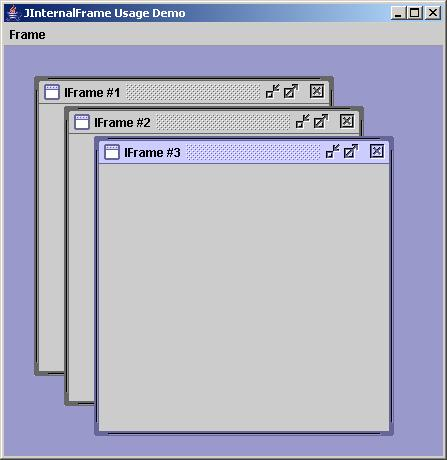 JInternalFrame Usage Demo
Frame
IFrame #1
IFrame #2
IFrame #3